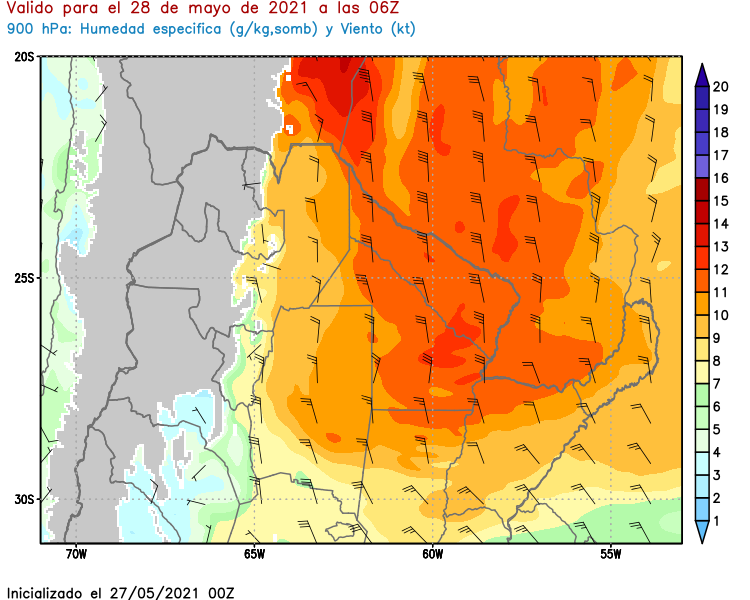 Valido para el 28 de mayo de 2021 a las 06Z
900 hPa: Humedad especifica (g/kg,somb) y Viento (kt)
20S
25S
30S
70W
65W
60W
55W
20
19
18
17
16
15
14
13
12
11
10
9
8
7
6
5
4
3
2
1
Inicializado el 27/05/2021 00Z